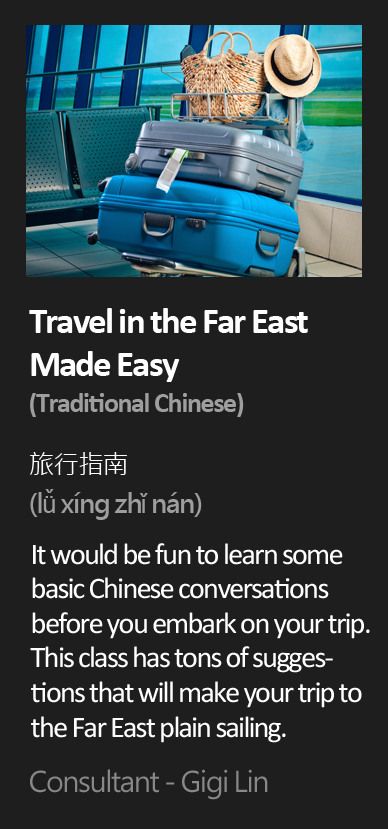 Travel in the Far East
Made Easy
(Traditional Chinese)
旅行指南
(lǚ xíng zhǐ nán)
It would be fun to learn some
basic Chinese conversations
before you embark on your trip.
This class has tons of sugges-
tions that will make your trip to
the Far East plain sailing.
Consultant - Gigi Lin